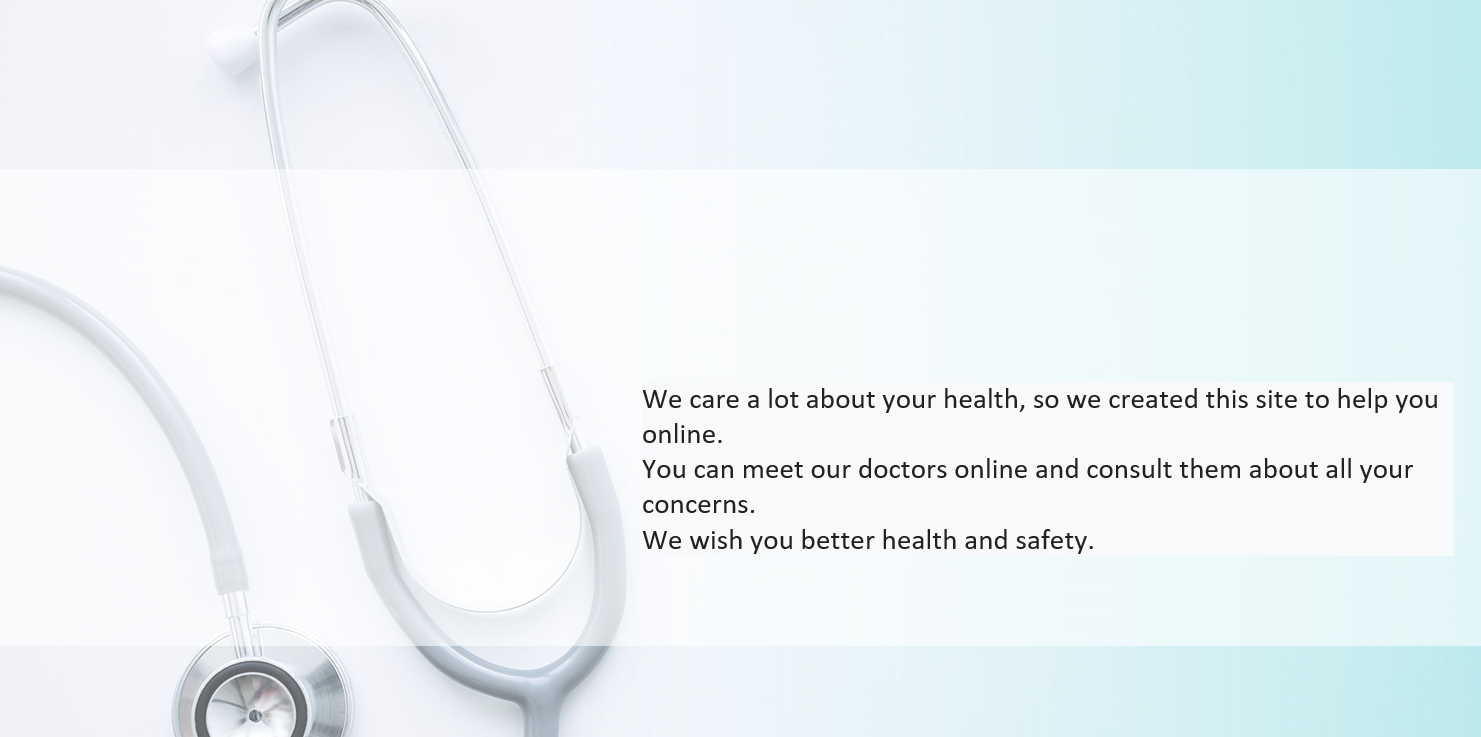 We care a lot about your health, so we created this site to help you
online.
You can meet our doctors online and consult them about all your
concerns.
We wish you better health and safety.